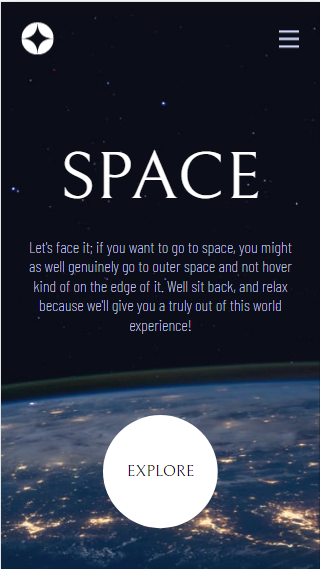 SPACE
Let's face it; if you want to go to space, you might
as well genuinely go to outer space and not hover
kind of on the edge of it. Well sit back, and relax
because we'll give you a truly out of this world
experience!
EXPLORE